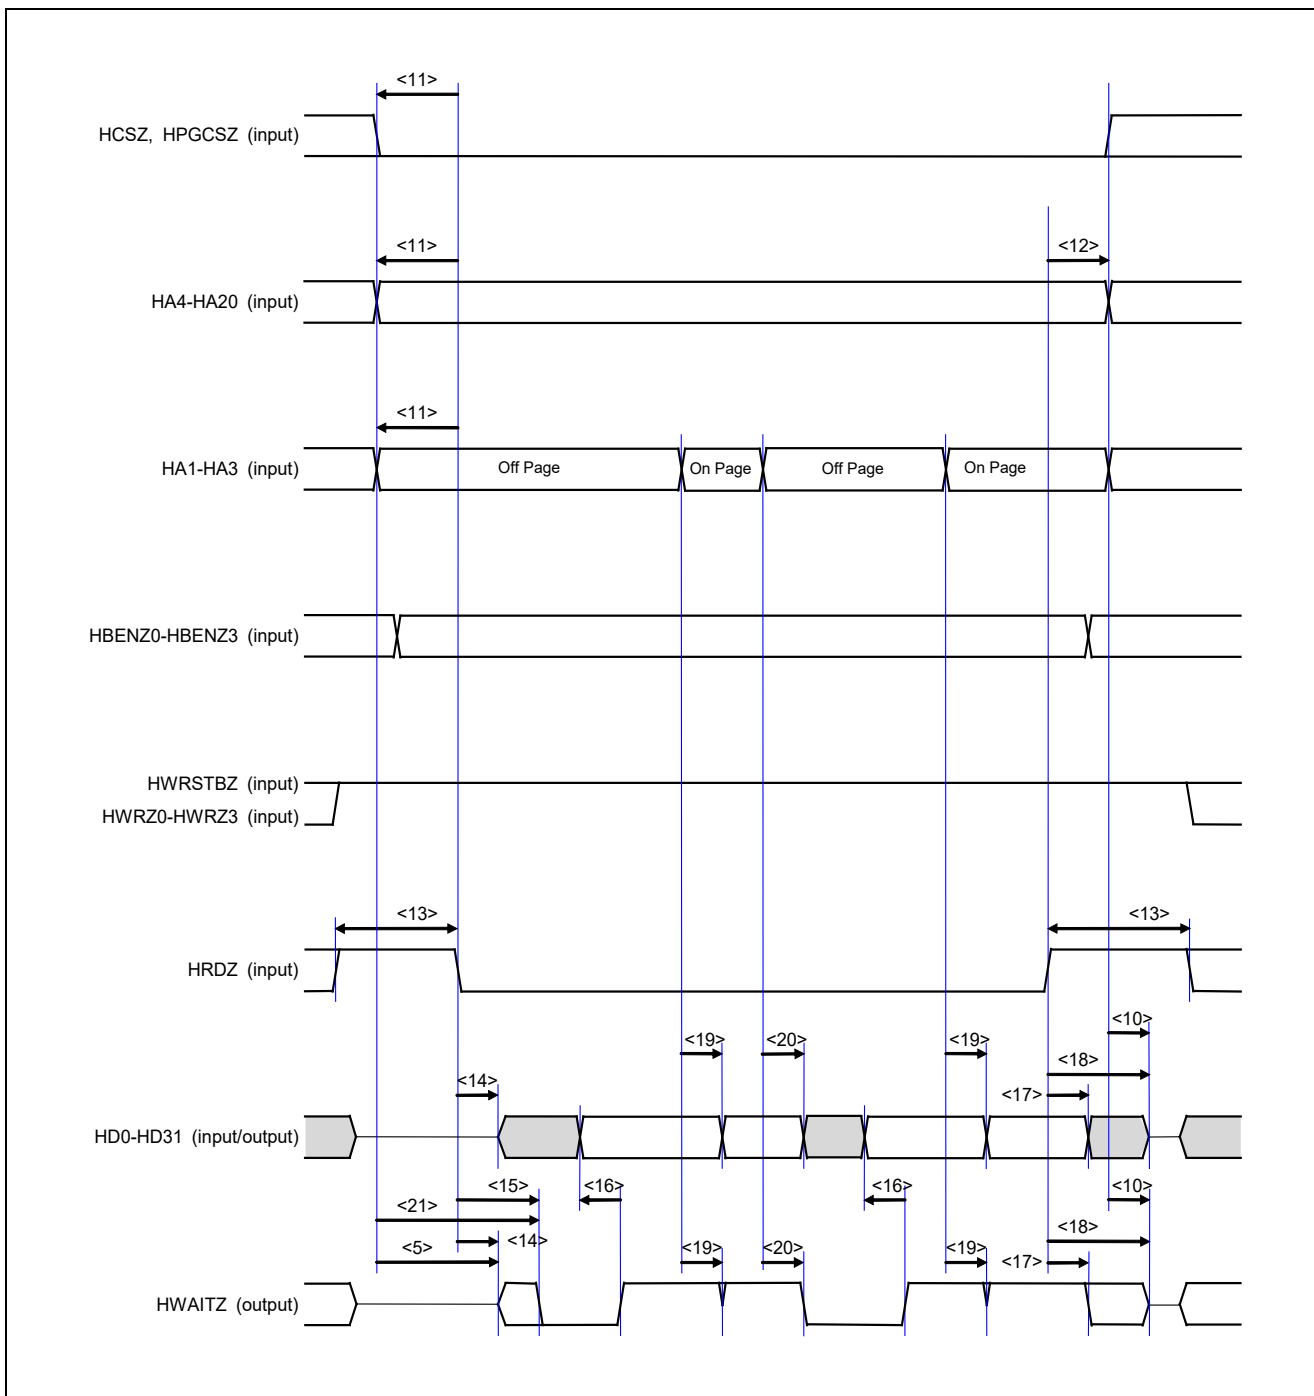 <11>
HCSZ, HPGCSZ (input)
<11>
<12>
HA4-HA20 (input)
<11>
HA1-HA3 (input)
Off Page
On Page
Off Page
On Page
HBENZ0-HBENZ3 (input)
HWRSTBZ (input)
HWRZ0-HWRZ3 (input)
<13>
<13>
HRDZ (input)
<10>
<19>
<20>
<19>
<18>
<14>
<17>
HD0-HD31 (input/output)
<15>
<16>
<16>
<10>
<21>
<14>
<18>
<5>
<19>
<20>
<19>
<17>
HWAITZ (output)